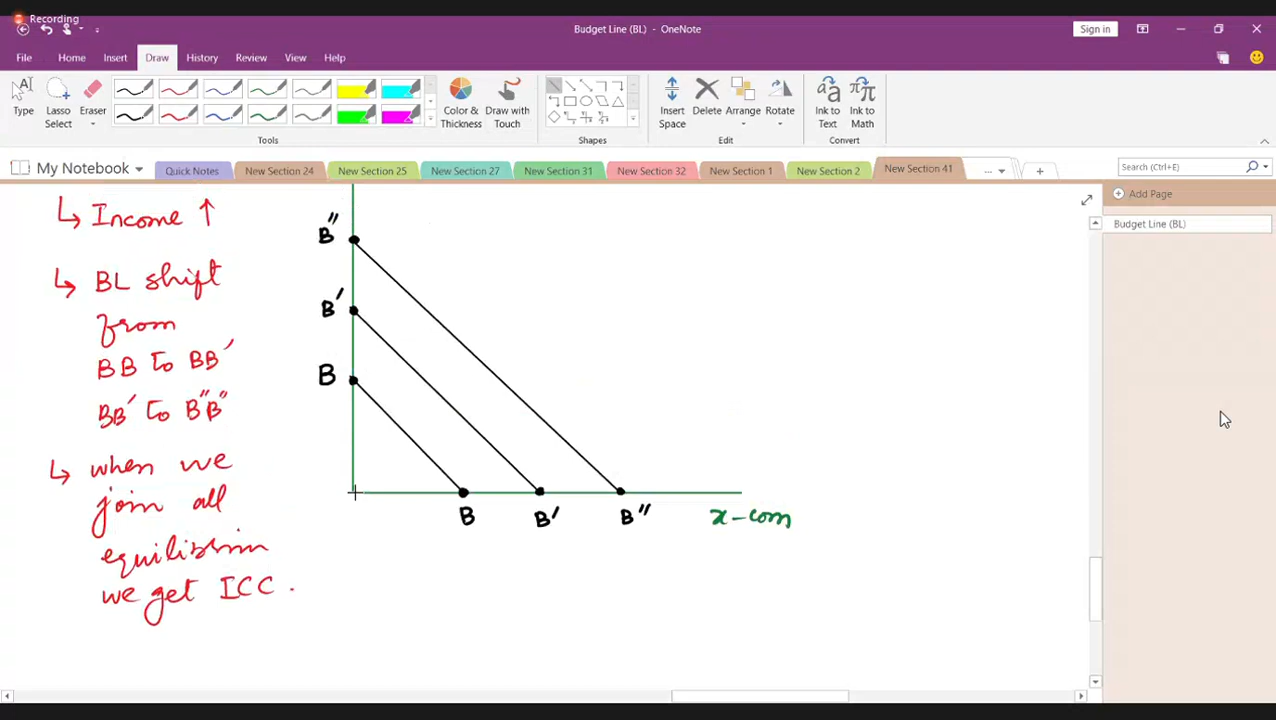 Recording
Budget Line (BL) - OneNote
Sign in
File Home Insert Draw History Review View Help
Type
Lasso Select
Eraser
Color & Thickness
Draw with Touch
Insert Space
Delete
Arrange
Rotate
Ink to Text
Ink to Math
Tools
Shapes
Edit
Convert
My Notebook
Quick Notes
New Section 24
New Section 25
New Section 27
New Section 31
New Section 32
New Section 1
New Section 2
New Section 41
...
Search (Ctrl+E)
Add Page
Budget Line (BL)
↳ Income ↑
↳ BL shift
from
BB to BB'
BB' to B"B"
↳ when we
join all
equilissim
we get ICC .
B"
B'
B
B B' B"
x-com